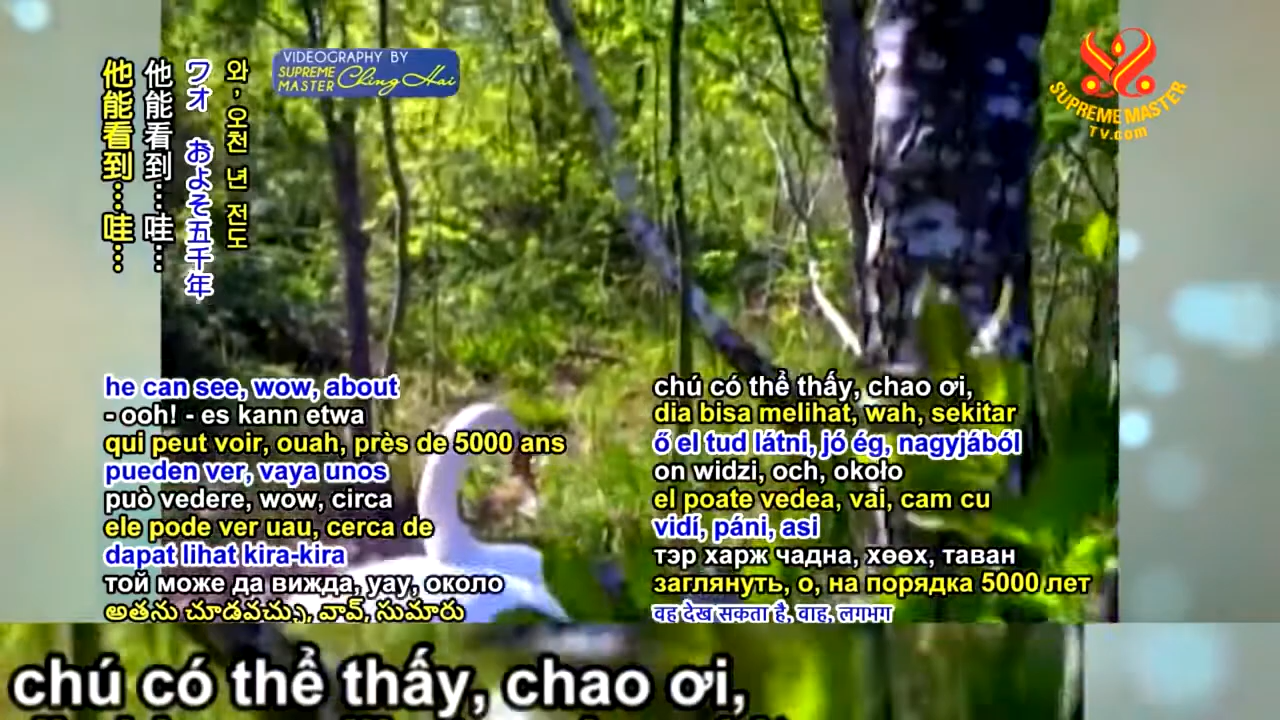 VIDEOGRAPHY BY
SUPREME MASTER Ching Hai
SUPREME MASTER
TV.com
와, 오천 년 전도
ワオ およそ五千年
他能看到…哇…
他能看到…哇…
he can see, wow, about
- ooh! - es kann etwa
qui peut voir, ouah, près de 5000 ans
pueden ver, vaya unos
può vedere, wow, circa
ele pode ver uau, cerca de
dapat lihat kira-kira
той може да вижда, уау, около
అతను చూడవచ్చు, వావ్, సుమారు
chú có thể thấy, chao ơi,
dia bisa melihat, wah, sekitar
ő el tud látni, jó ég, nagyjából
on widzi, och, około
el poate vedea, vai, cam cu
vidí, páni, asi
тэр харж чадна, хөөх, таван
заглянуть, о, на порядка 5000 лет
वह देख सकता है, वाह, लगभग
chú có thể thấy, chao ơi,